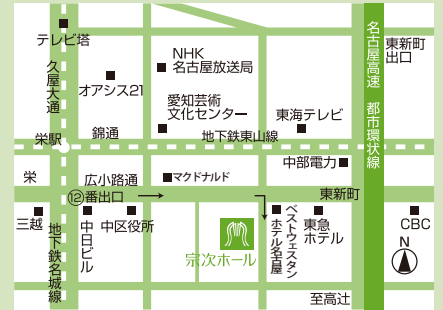 テレビ塔
久屋大通
オアシス21
NHK
名古屋放送局
愛知芸術
文化センター
東海テレビ
名古屋高速 都市環状線
東新町
出口
栄駅
錦通
地下鉄東山線
中部電力
栄
広小路通
⑫番出口
マクドナルド
東新町
三越
地下鉄名城線
中日ビル
中区役所
宗次ホール
ベストウェスタン
ホテル名古屋
東急
ホテル
CBC
N
至高辻